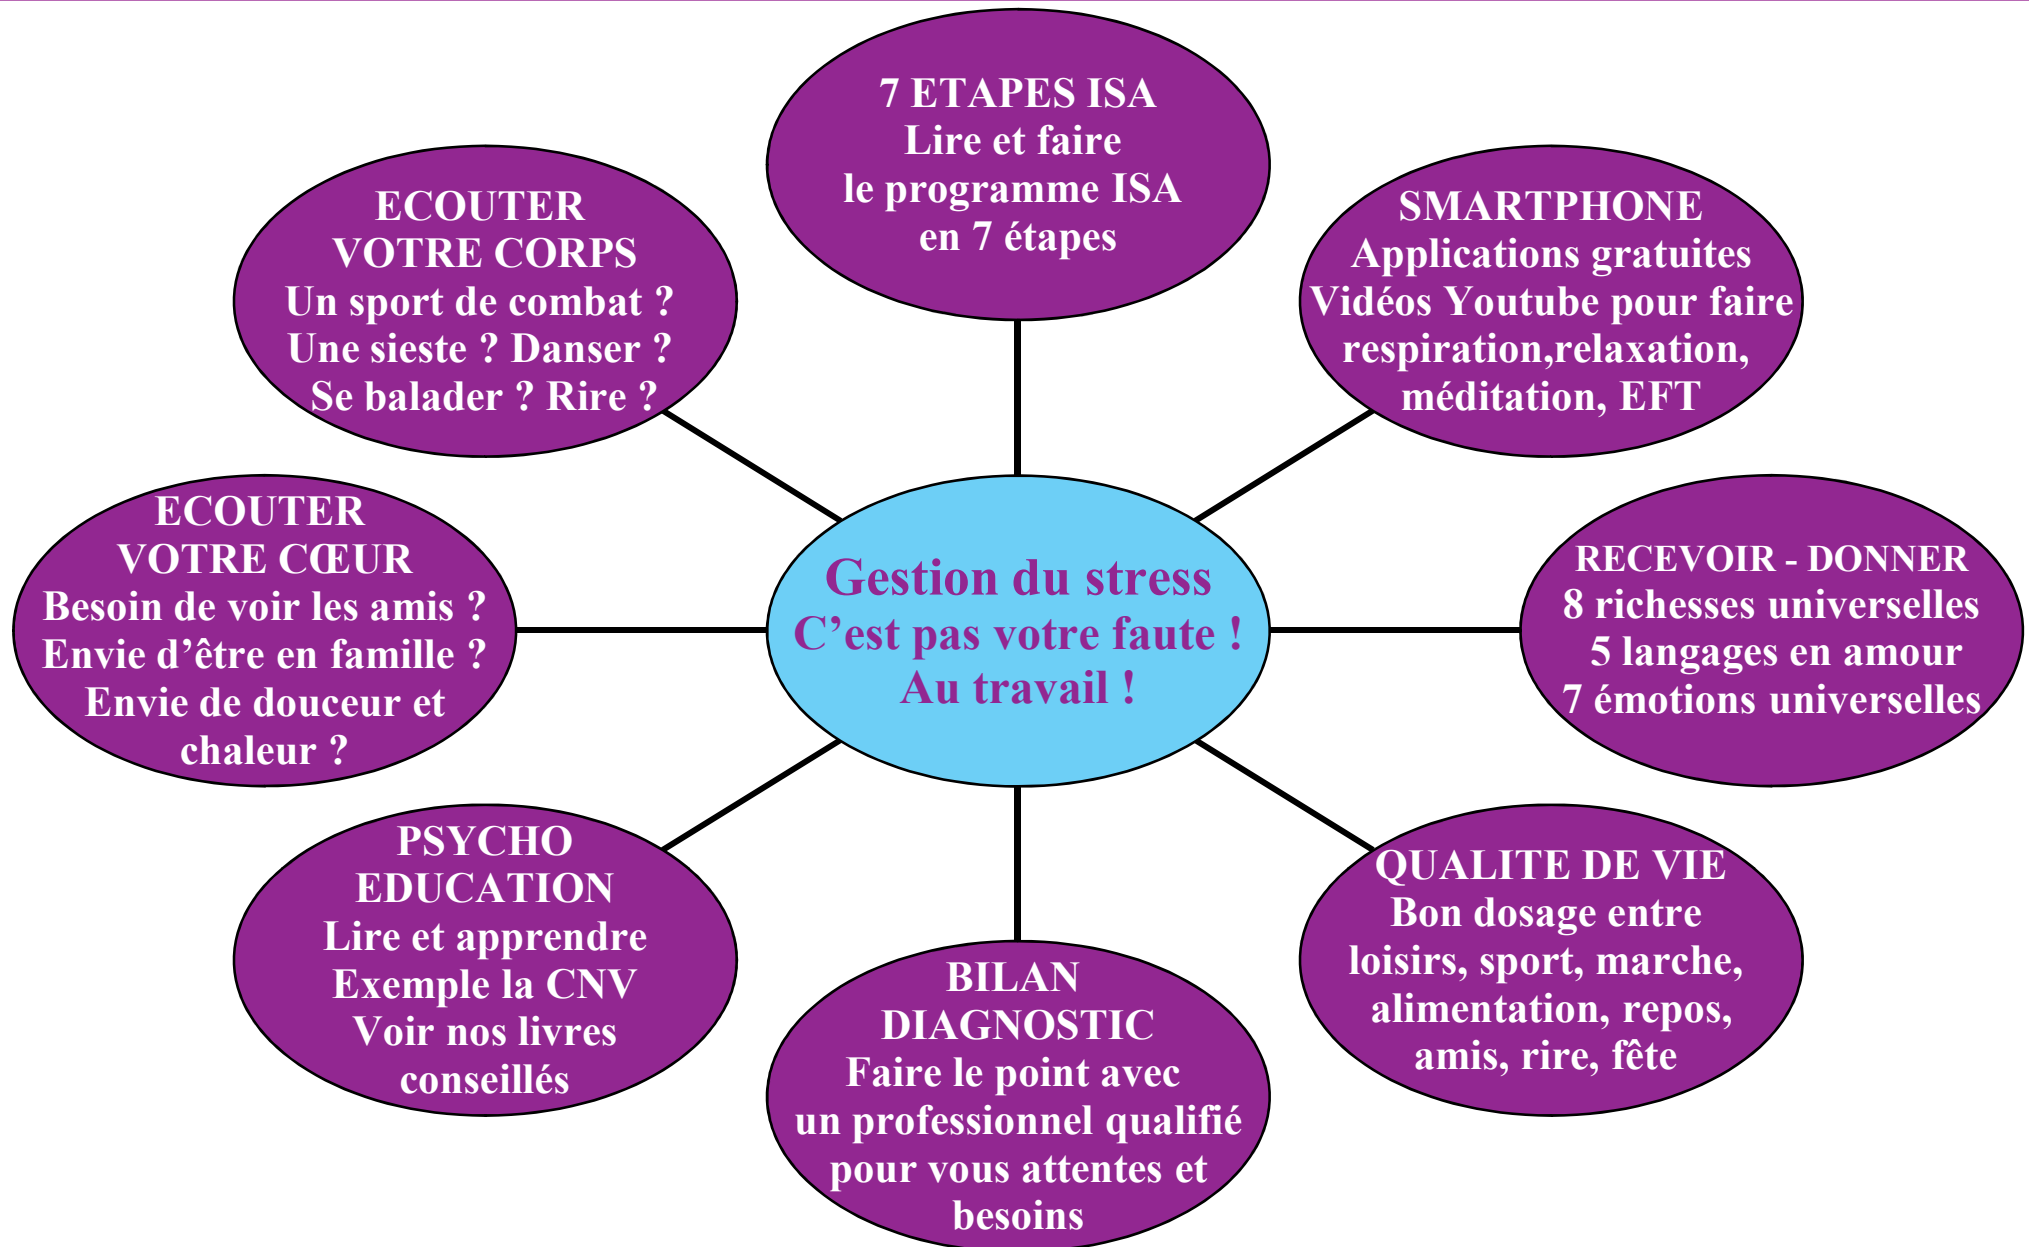 7 ETAPES ISA
Lire et faire
le programme ISA
en 7 étapes
ECOUTER
VOTRE CORPS
Un sport de combat ?
Une sieste ? Danser ?
Se balader ? Rire ?
SMARTPHONE
Applications gratuites
Vidéos Youtube pour faire
respiration,relaxation,
méditation, EFT
ECOUTER
VOTRE CŒUR
Besoin de voir les amis ?
Envie d’être en famille ?
Envie de douceur et
chaleur ?
Gestion du stress
C’est pas votre faute !
Au travail !
RECEVOIR - DONNER
8 richesses universelles
5 langages en amour
7 émotions universelles
PSYCHO
EDUCATION
Lire et apprendre
Exemple la CNV
Voir nos livres
conseillés
BILAN
DIAGNOSTIC
Faire le point avec
un professionnel qualifié
pour vous attentes et
besoins
QUALITE DE VIE
Bon dosage entre
loisirs, sport, marche,
alimentation, repos,
amis, rire, fête